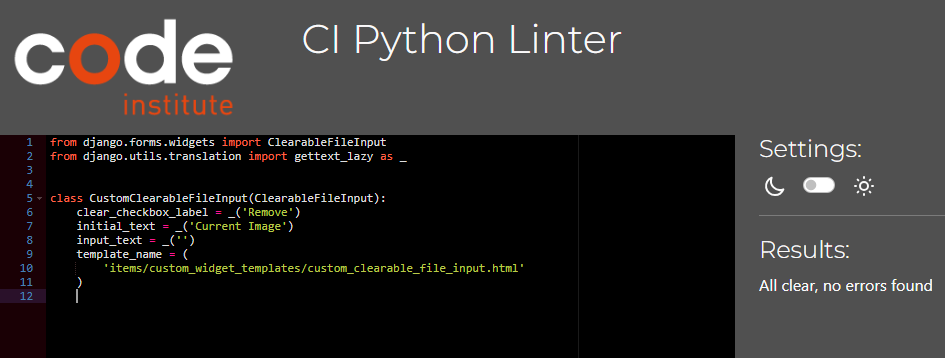 code
institute
CI Python Linter
1 from django.forms.widgets import ClearableFileInput
2 from django.utils.translation import gettext_lazy as _
3
4
5 class CustomClearableFileInput(ClearableFileInput):
6     clear_checkbox_label = _('Remove')
7     initial_text = _('Current Image')
8     input_text = _('')
9     template_name = (
10         'items/custom_widget_templates/custom_clearable_file_input.html'
11     )
12
Settings:
Results:
All clear, no errors found